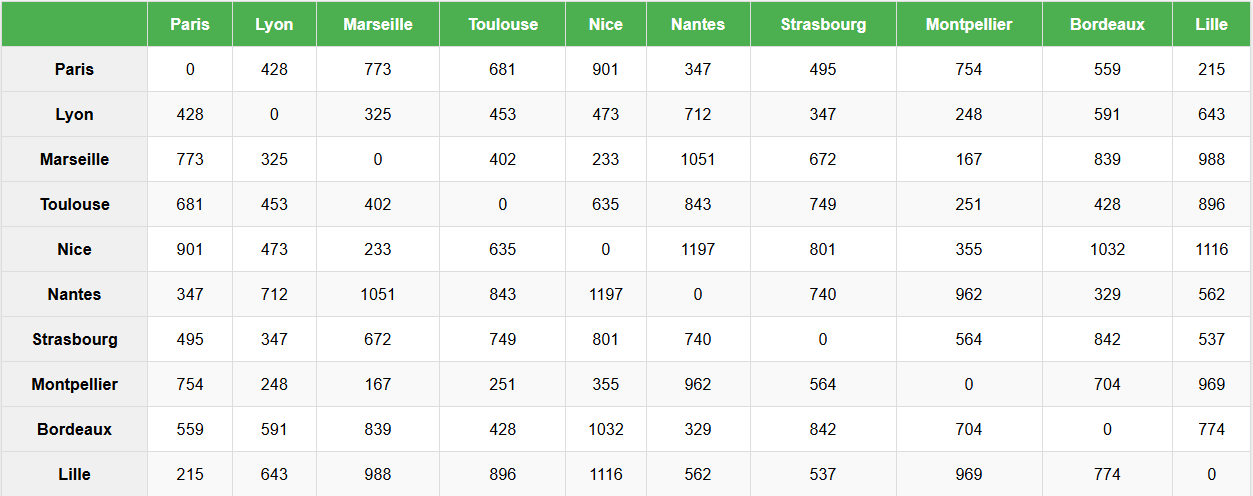 Paris Lyon Marseille Toulouse Nice Nantes Strasbourg Montpellier Bordeaux Lille
Paris 0 428 773 681 901 347 495 754 559 215
Lyon 428 0 325 453 473 712 347 248 591 643
Marseille 773 325 0 402 233 1051 672 167 839 988
Toulouse 681 453 402 0 635 843 749 251 428 896
Nice 901 473 233 635 0 1197 801 355 1032 1116
Nantes 347 712 1051 843 1197 0 740 962 329 562
Strasbourg 495 347 672 749 801 740 0 564 842 537
Montpellier 754 248 167 251 355 962 564 0 704 969
Bordeaux 559 591 839 428 1032 329 842 704 0 774
Lille 215 643 988 896 1116 562 537 969 774 0